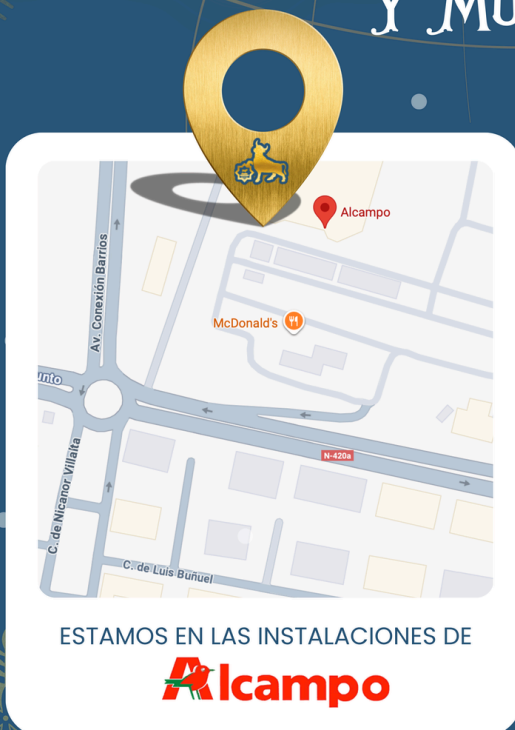 Y MU
Alcampo
Av. Conexión Barrios
McDonald's
unto
N-420a
C. de Nicanor Villalta
C. de Luis Buñuel
ESTAMOS EN LAS INSTALACIONES DE
Alcampo